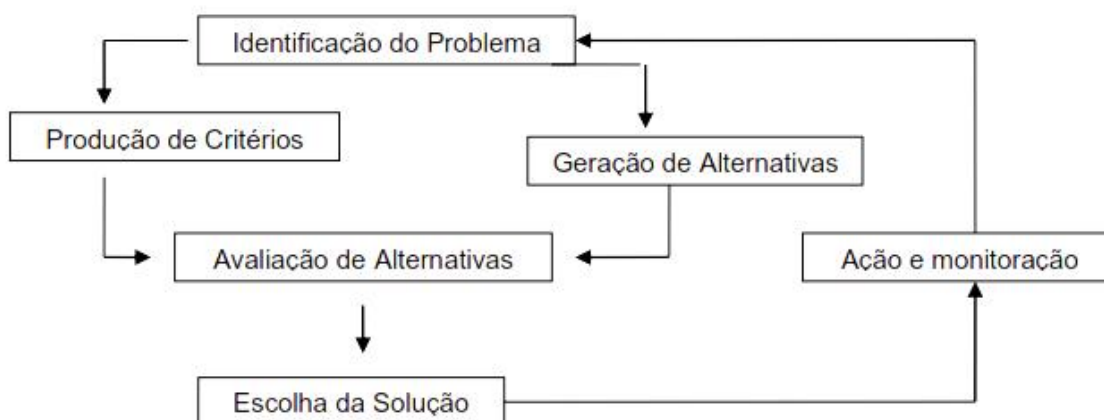 Identificação do Problema
Produção de Critérios
Geração de Alternativas
Avaliação de Alternativas
Ação e monitoração
Escolha da Solução